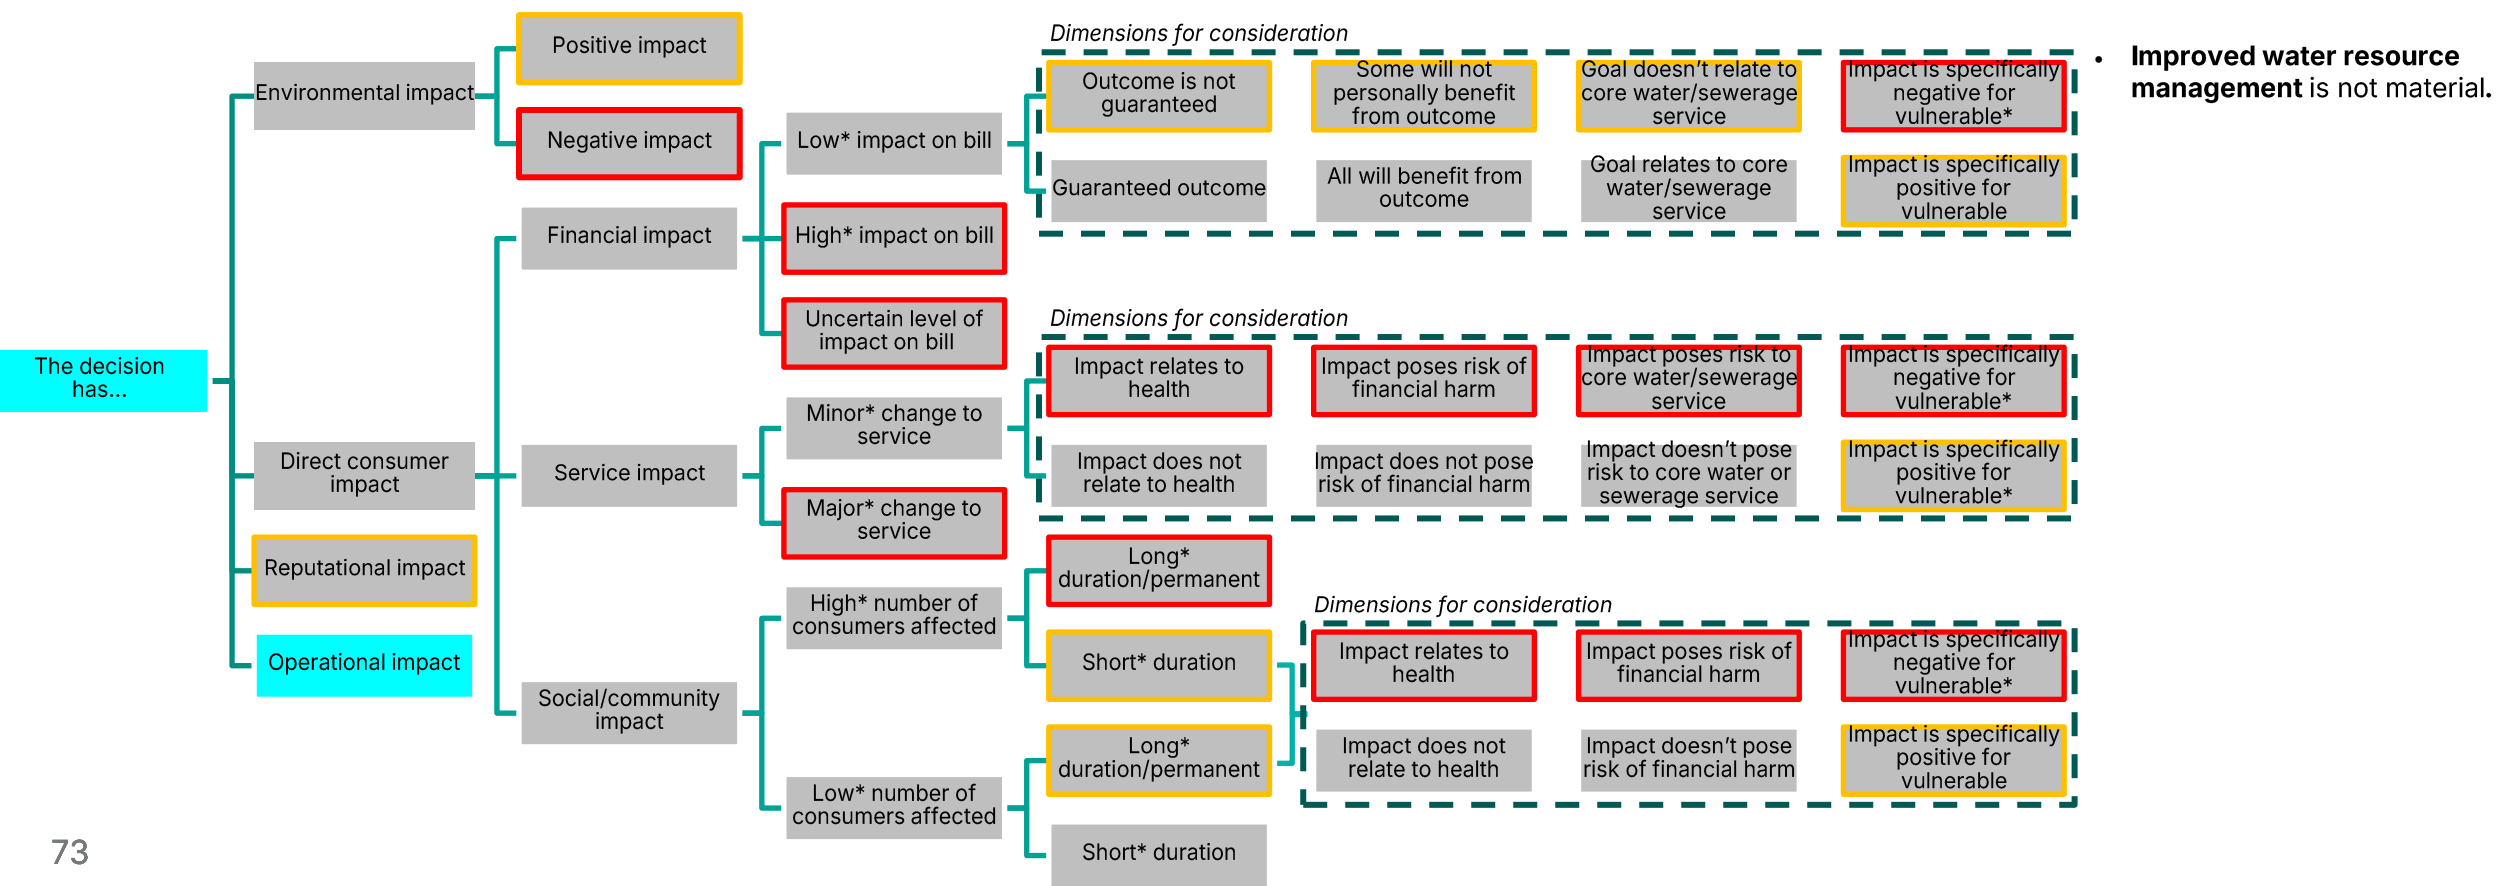 The decision
has...
Environmental impact
Direct consumer
impact
Reputational impact
Operational impact
Positive impact
Negative impact
Financial impact
Service impact
Social/community
impact
Low* impact on bill
High* impact on bill
Uncertain level of
impact on bill
Minor* change to
service
Major* change to
service
High* number of
consumers affected
Low* number of
consumers affected
Dimensions for consideration
Outcome is not
guaranteed
Some will not
personally benefit
from outcome
Goal doesn’t relate to
core water/sewerage
service
Impact is specifically
negative for
vulnerable*
Guaranteed outcome
All will benefit from
outcome
Goal relates to core
water/sewerage
service
Impact is specifically
positive for
vulnerable
Dimensions for consideration
Impact relates to
health
Impact poses risk of
financial harm
Impact poses risk to
core water/sewerage
service
Impact is specifically
negative for
vulnerable*
Impact does not
relate to health
Impact does not pose
risk of financial harm
Impact doesn’t pose
risk to core water or
sewerage service
Impact is specifically
positive for
vulnerable*
Long*
duration/permanent
Short* duration
Long*
duration/permanent
Short* duration
Dimensions for consideration
Impact relates to
health
Impact poses risk of
financial harm
Impact is specifically
negative for
vulnerable*
Impact does not
relate to health
Impact doesn’t pose
risk of financial harm
Impact is specifically
positive for
vulnerable
• Improved water resource
management is not material.
73